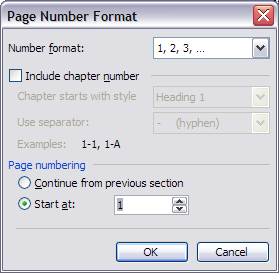 Page Number Format
Number format: 1, 2, 3, ...
Include chapter number
Chapter starts with style Heading 1
Use separator: - (hyphen)
Examples: 1-1, 1-A
Page numbering
Continue from previous section
Start at: 1
OK Cancel